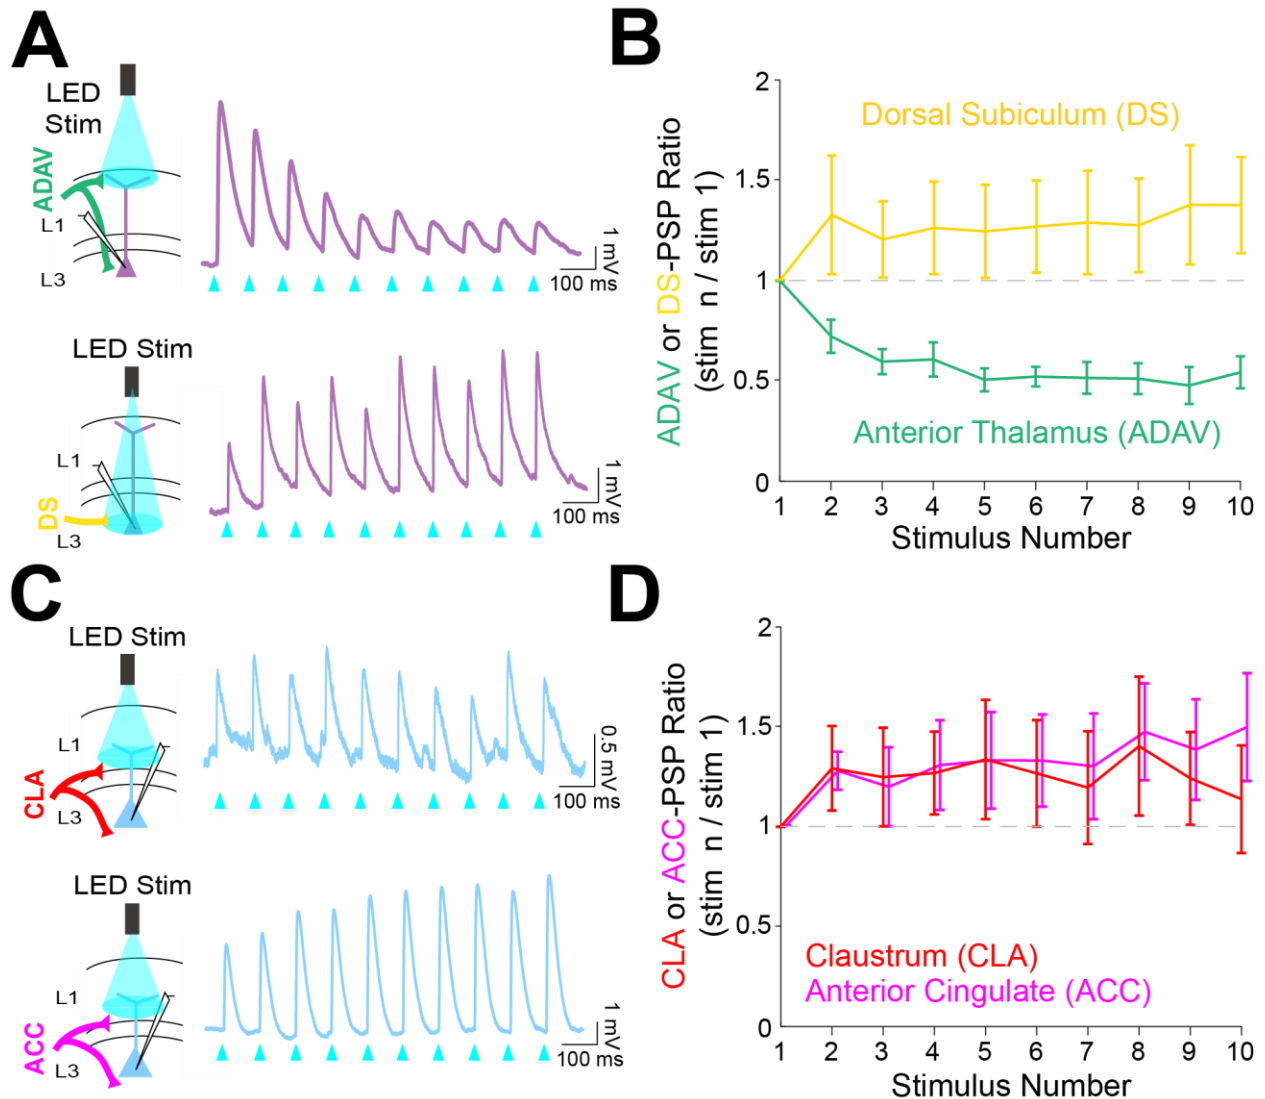 A
LED
Stim
ADAV
L1
L3
1 mV
100 ms
LED Stim
L1
DS
L3
1 mV
100 ms
B
2
1.5
1
0.5
0
ADAV or DS-PSP Ratio
(stim n / stim 1)
Dorsal Subiculum (DS)
Anterior Thalamus (ADAV)
1 2 3 4 5 6 7 8 9 10
Stimulus Number
C
LED Stim
L1
CLA
L3
0.5 mV
100 ms
LED Stim
L1
ACC
L3
1 mV
100 ms
D
2
1.5
1
0.5
0
CLA or ACC-PSP Ratio
(stim n / stim 1)
Claustrum (CLA)
Anterior Cingulate (ACC)
1 2 3 4 5 6 7 8 9 10
Stimulus Number